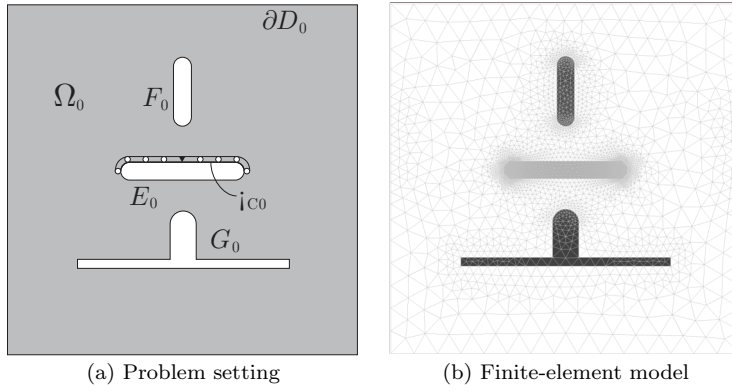 ∂D₀
Ω₀
F₀
E₀
¡C0
G₀
(a) Problem setting
(b) Finite-element model